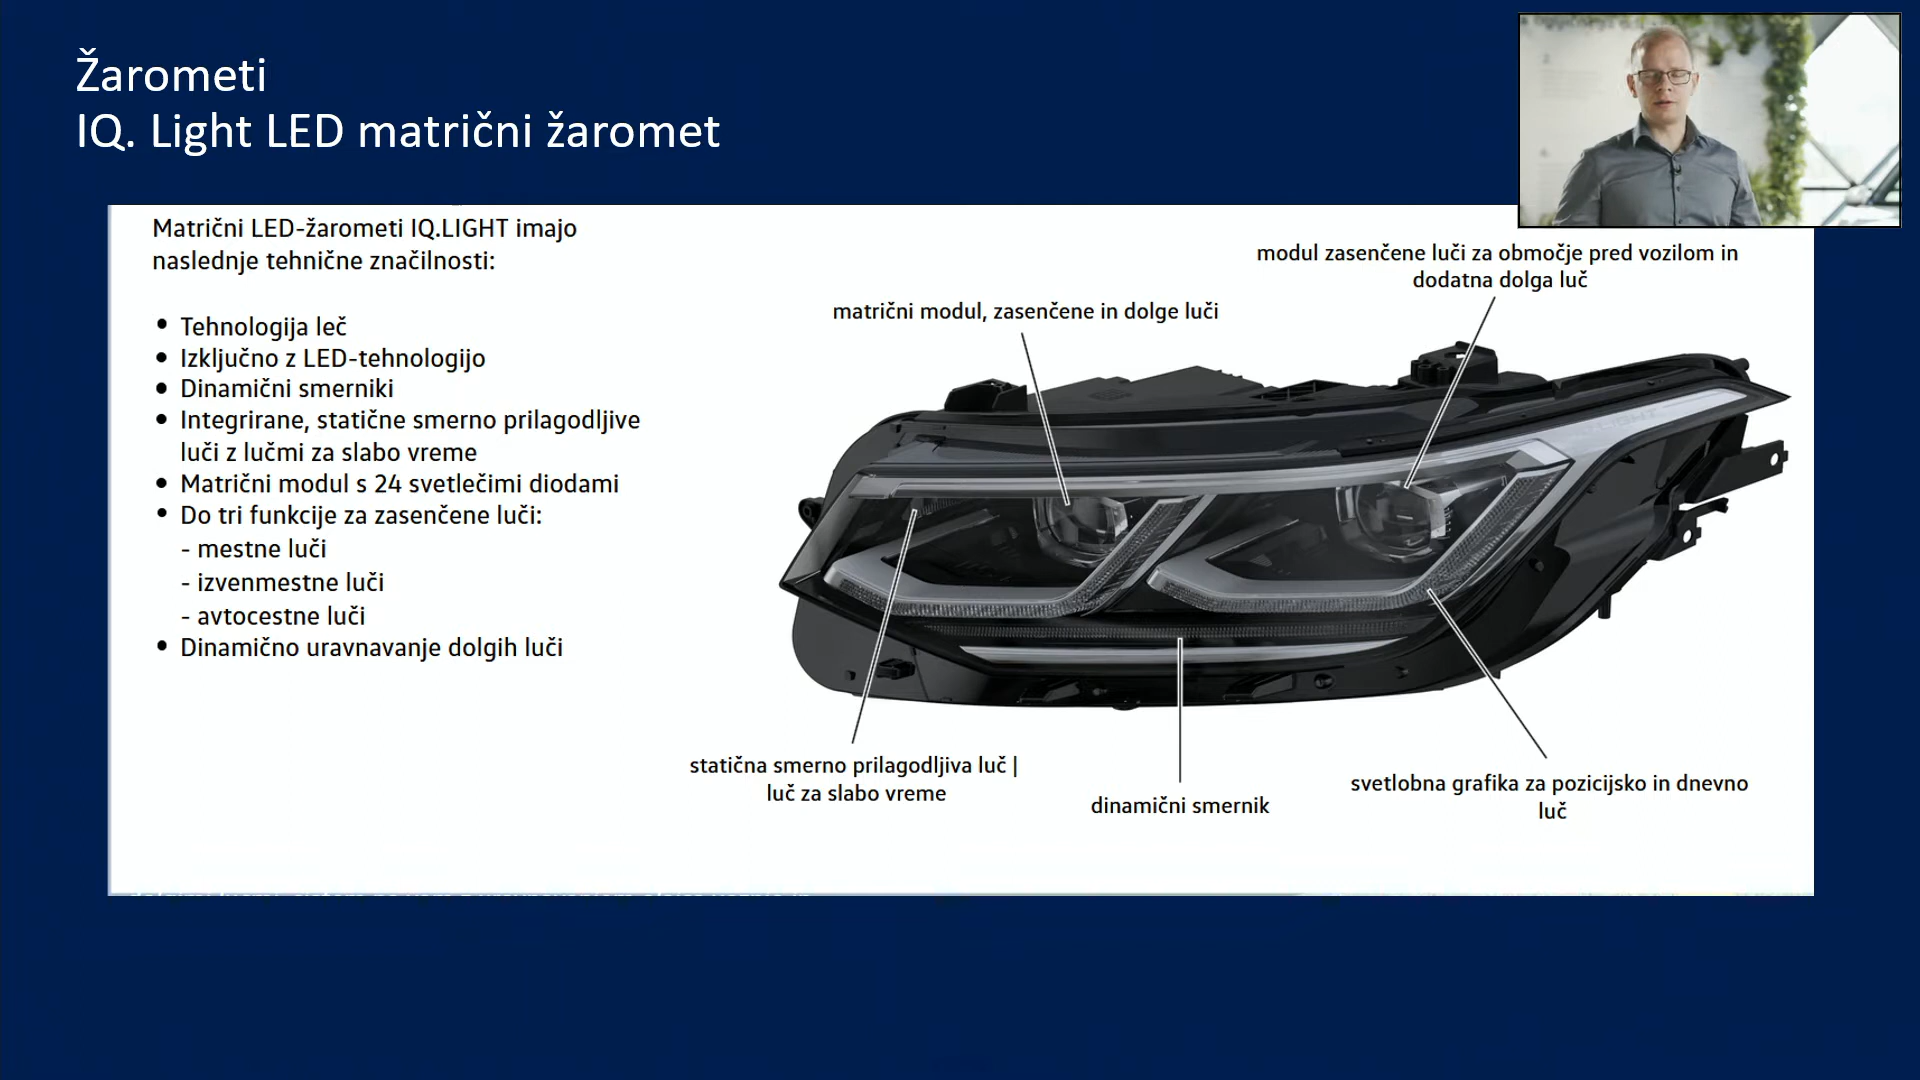 Žarometi
IQ. Light LED matrični žaromet
Matrični LED-žarometi IQ.LIGHT imajo
naslednje tehnične značilnosti:
• Tehnologija leč
• Izključno z LED-tehnologijo
• Dinamični smerniki
• Integrirane, statične smerno prilagodljive
luči z lučmi za slabo vreme
• Matrični modul s 24 svetlečimi diodami
• Do tri funkcije za zasenčene luči:
- mestne luči
- izvenmestne luči
- avtocestne luči
• Dinamično uravnavanje dolgih luči
modul zasenčene luči za območje pred vozilom in
dodatna dolga luč
matrični modul, zasenčene in dolge luči
statična smerno prilagodljiva luč |
luč za slabo vreme
dinamični smernik
svetlobna grafika za pozicijsko in dnevno
luč